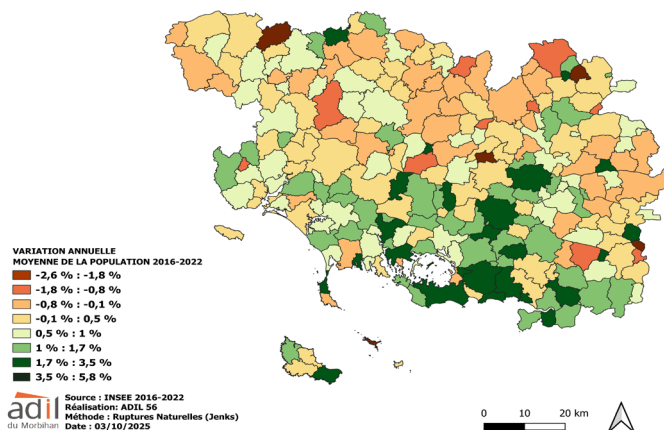 VARIATION ANNUELLE
MOYENNE DE LA POPULATION 2016-2022
-2,6 % : -1,8 %
-1,8 % : -0,8 %
-0,8 % : -0,1 %
-0,1 % : 0,5 %
0,5 % : 1 %
1 % : 1,7 %
1,7 % : 3,5 %
3,5 % : 5,8 %
adil
du Morbihan
Source : INSEE 2016-2022
Réalisation: ADIL 56
Méthode : Ruptures Naturelles (Jenks)
Date : 03/10/2025
0 10 20 km